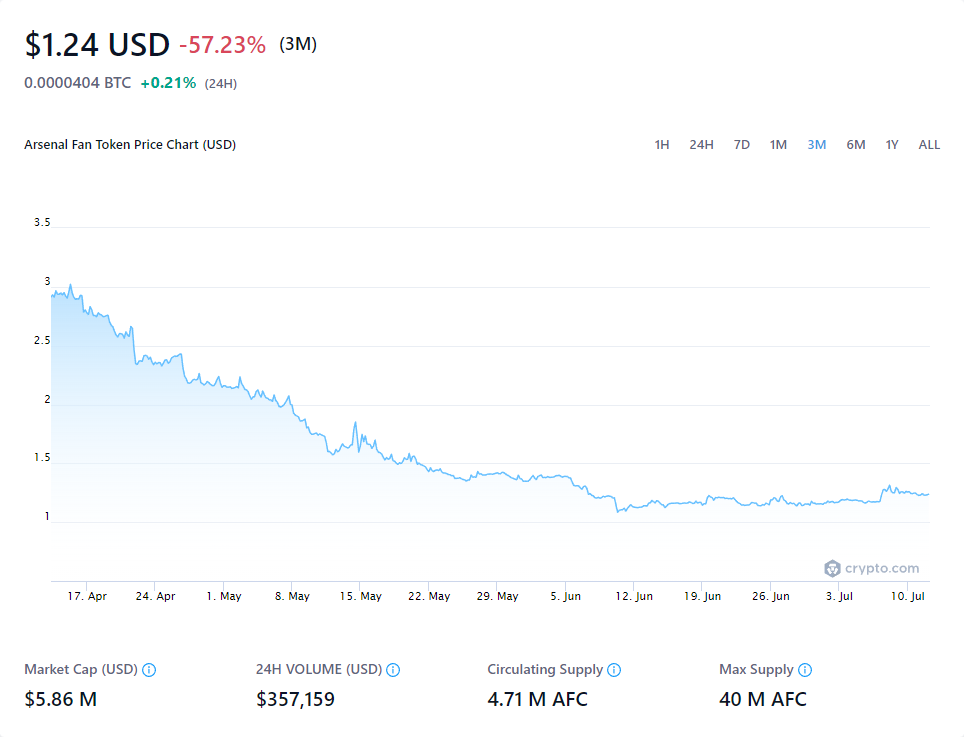 $1.24 USD -57.23% (3M)
0.0000404 BTC +0.21% (24H)
Arsenal Fan Token Price Chart (USD) 1H 24H 7D 1M 3M 6M 1Y ALL
3.5
3
2.5
2
1.5
1
crypto.com
17. Apr 24. Apr 1. May 8. May 15. May 22. May 29. May 5. Jun 12. Jun 19. Jun 26. Jun 3. Jul 10. Jul
Market Cap (USD) 24H VOLUME (USD) Circulating Supply Max Supply
$5.86 M $357,159 4.71 M AFC 40 M AFC